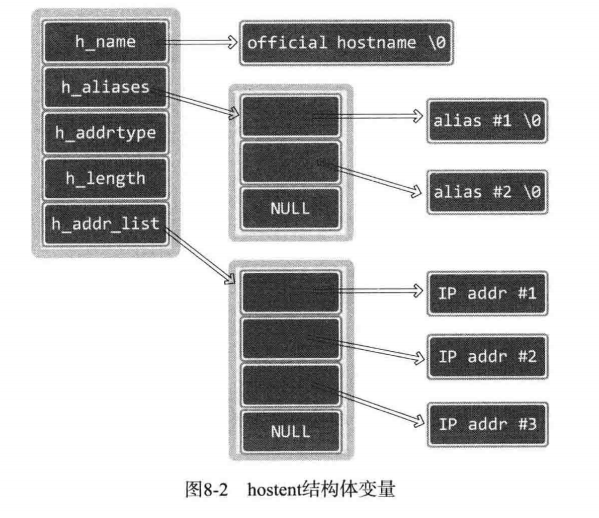 h_name
official hostname \0
h_aliases
h_addrtype
h_length
h_addr_list
alias #1 \0
alias #2 \0
NULL
IP addr #1
IP addr #2
IP addr #3
NULL
图8-2 hostent结构体变量